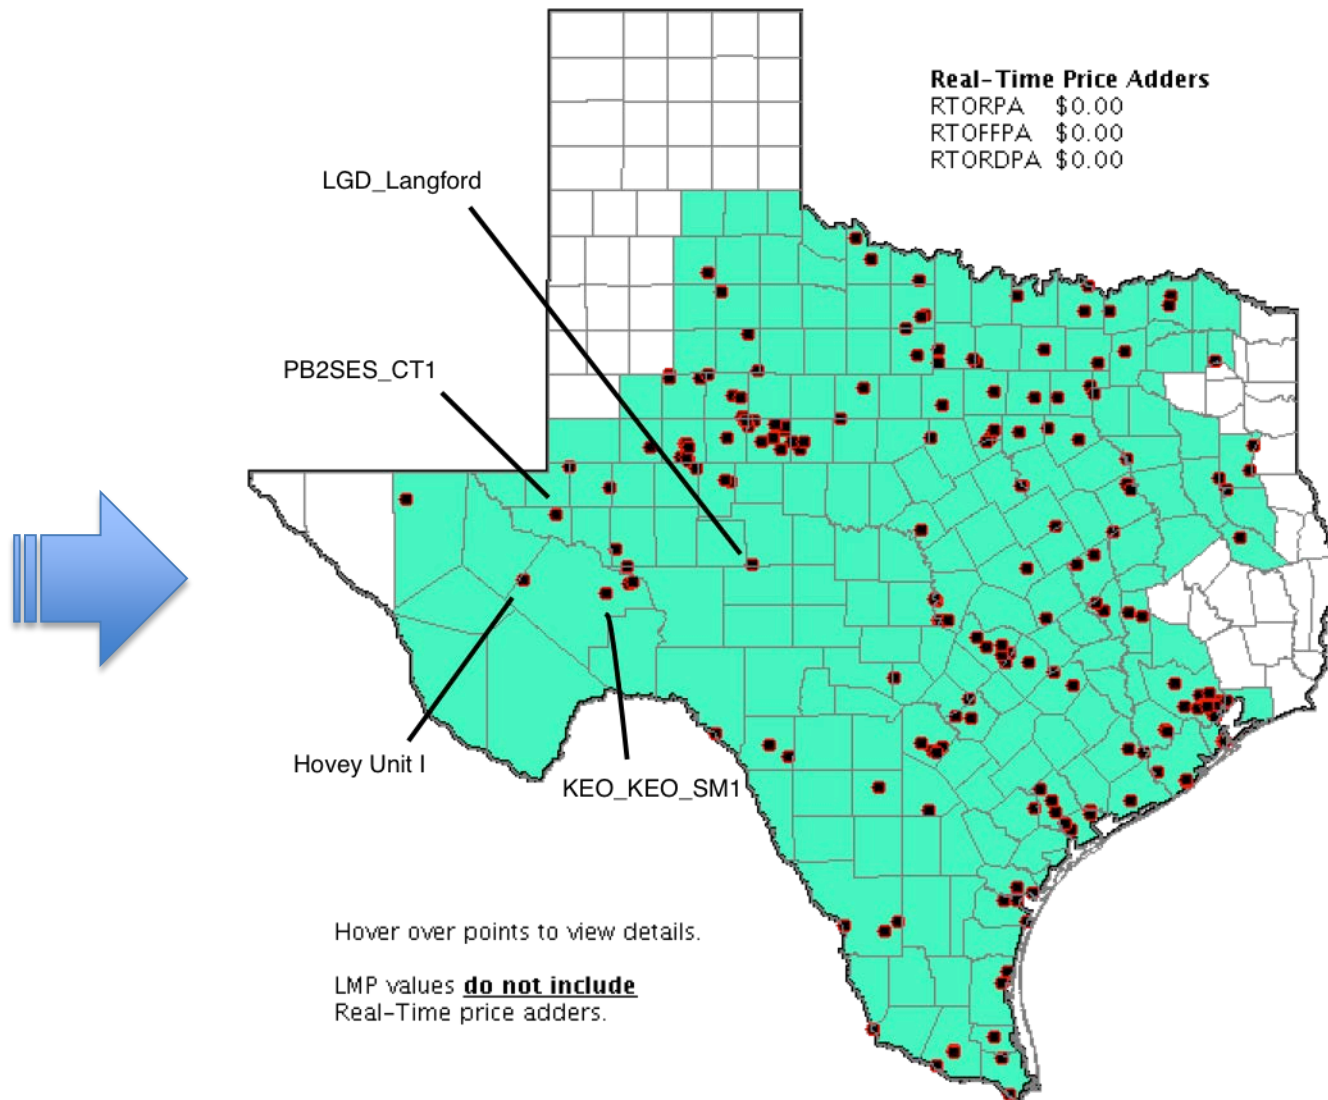 Real-Time Price Adders
RTORPA $0.00
RTOFFPA $0.00
RTORDPA $0.00
LGD_Langford
PB2SES_CT1
Hovey Unit I
KEO_KEO_SM1
Hover over points to view details.
LMP values do not include
Real-Time price adders.